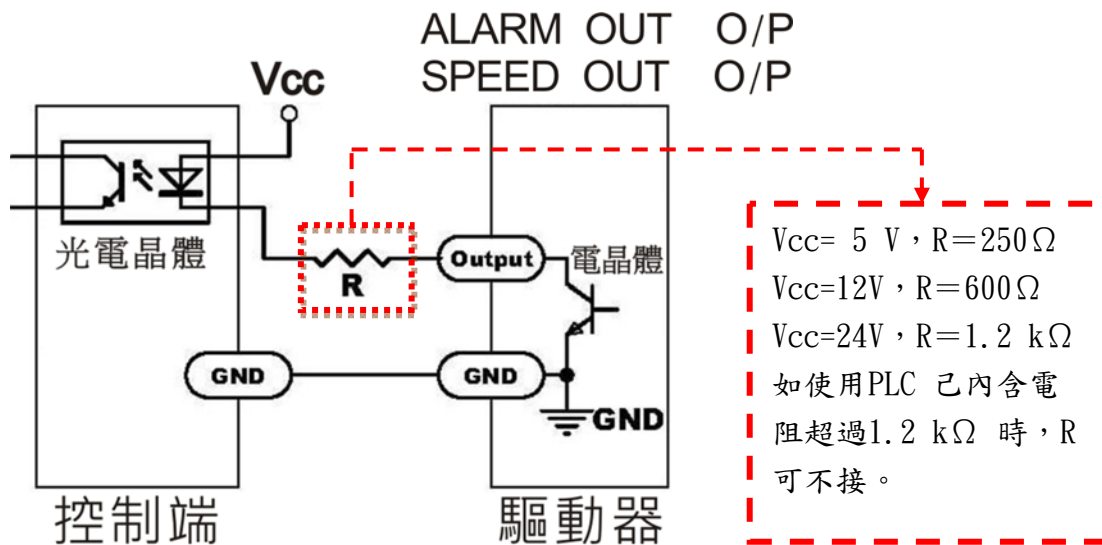 ALARM OUT O/P
SPEED OUT O/P
Vcc
光電晶體
R
Output
電晶體
GND
GND
GND
控制端
驅動器
Vcc= 5 V，R＝250Ω
Vcc=12V，R＝600Ω
Vcc=24V，R＝1.2 kΩ
如使用PLC 己內含電
阻超過1.2 kΩ 時，R
可不接。